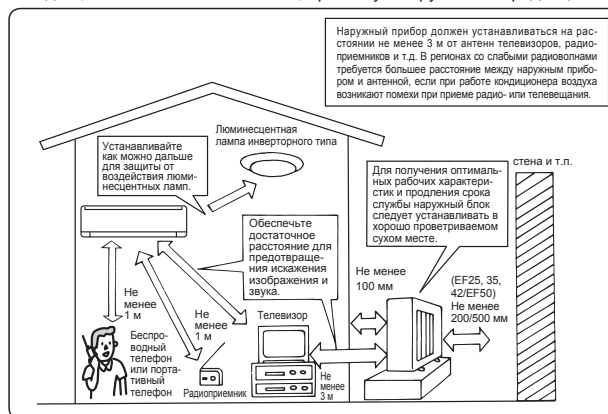 Наружный прибор должен устанавливаться на рас-
стоянии не менее 3 м от антенн телевизоров, радио-
приемников и т.д. В регионах со слабыми радиоволнами
требуется большее расстояние между наружным прибо-
ром и антенной, если при работе кондиционера воздуха
возникают помехи при приеме радио- или телевещания.
Люминесцентная
лампа инверторного типа
Устанавливайте
как можно дальше
для защиты от
воздействия люми-
несцентных ламп.
стена и т.п.
Для получения оптималь-
ных рабочих характери-
стик и продления срока
службы наружный блок
следует устанавливать в
хорошо проветриваемом
сухом месте.
Обеспечьте
достаточное
расстояние для
предотвраще-
ния искажения
изображения и
звука.
Не менее
100 мм
(EF25, 35,
42/EF50)
Не менее
200/500 мм
Не
менее
1 м
Не
менее
1 м
Телевизор
Беспро-
водный
телефон
или порта-
тивный
телефон
Радиоприемник
Не
менее
3 м